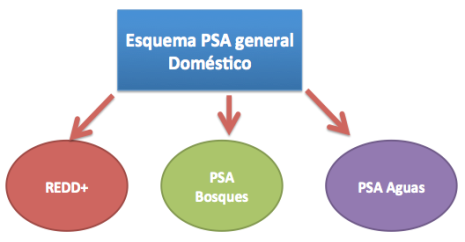 Esquema PSA general
Doméstico
REDD+
PSA
Bosques
PSA Aguas